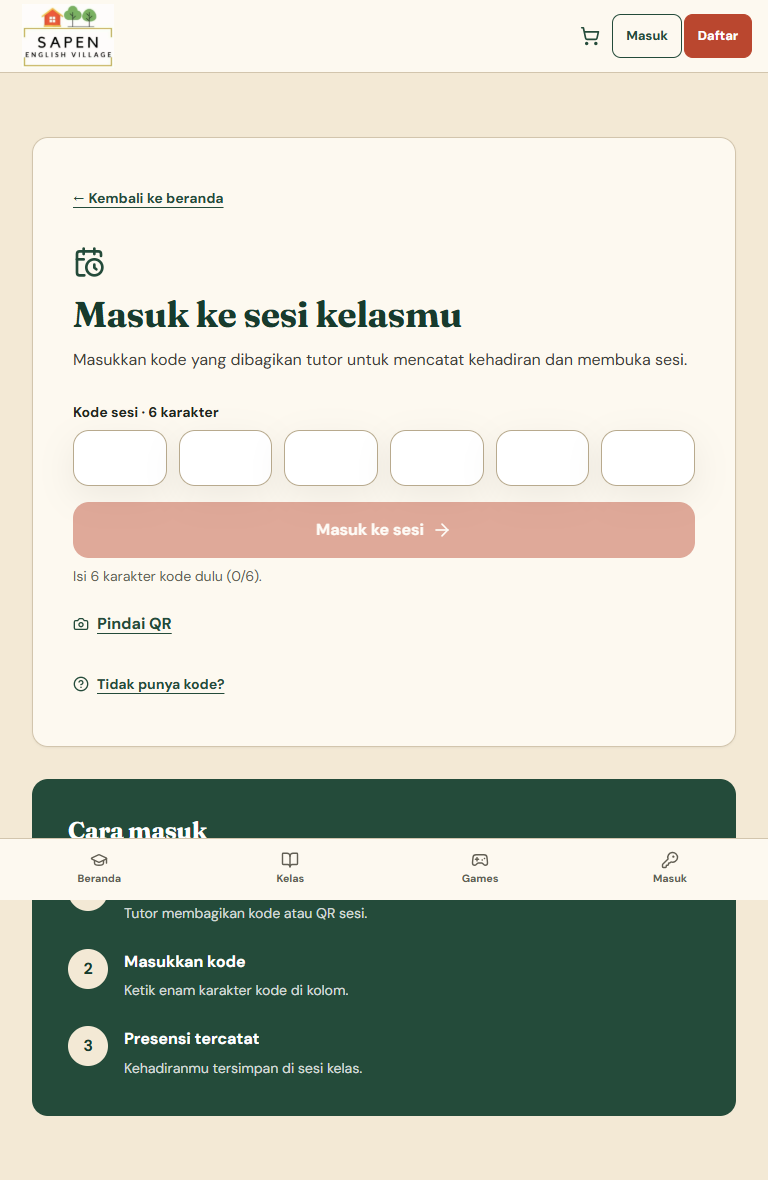 SAPEN
ENGLISH VILLAGE
Masuk
Daftar
← Kembali ke beranda
Masuk ke sesi kelasmu
Masukkan kode yang dibagikan tutor untuk mencatat kehadiran dan membuka sesi.
Kode sesi · 6 karakter
Masuk ke sesi →
Isi 6 karakter kode dulu (0/6).
Pindai QR
Tidak punya kode?
Cara masuk
Beranda
Kelas
Games
Masuk
Tutor membagikan kode atau QR sesi.
2
Masukkan kode
Ketik enam karakter kode di kolom.
3
Presensi tercatat
Kehadiranmu tersimpan di sesi kelas.